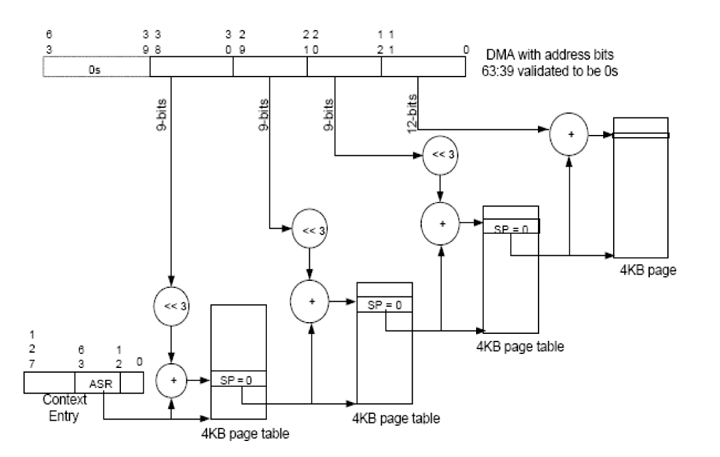 6 3 3 3 2 2 2 1 1
3 9 8 0 9 1 0 2 1 0
0s
DMA with address bits
63:39 validated to be 0s
9-bits
9-bits
9-bits
12-bits
+
<< 3
+
SP = 0
4KB page
<< 3
+
SP = 0
4KB page table
<< 3
1 6 1
2 3 2 0
7
ASR
+
SP = 0
Context
Entry
4KB page table
4KB page table